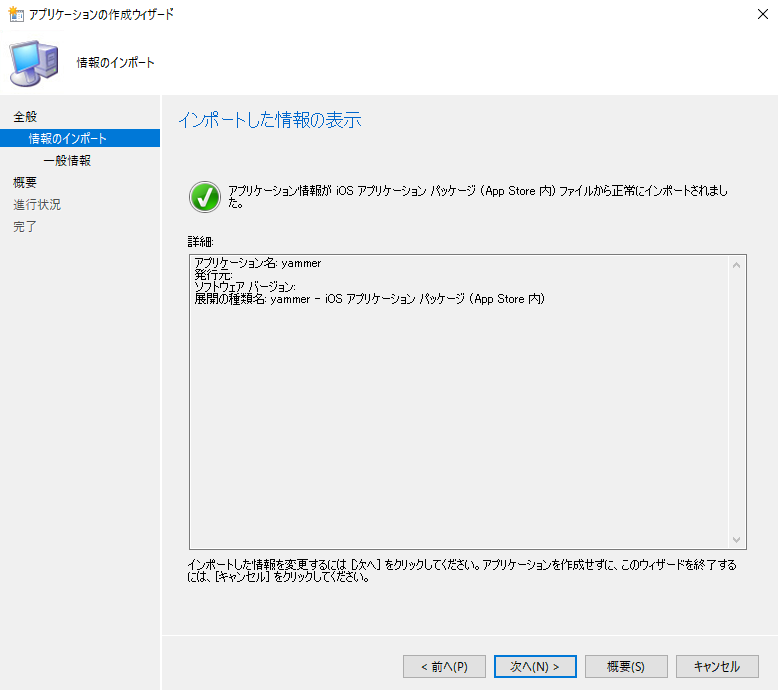 アプリケーションの作成ウィザード
情報のインポート
全般
情報のインポート
一般情報
概要
進行状況
完了
インポートした情報の表示
アプリケーション情報が iOS アプリケーション パッケージ (App Store 内) ファイルから正常にインポートされまし
た。
詳細:
アプリケーション名: yammer
発行元:
ソフトウェア バージョン:
展開の種類名: yammer - iOS アプリケーション パッケージ (App Store 内)
インポートした情報を変更するには [次へ] をクリックしてください。アプリケーションを作成せずに、このウィザードを終了する
には、[キャンセル] をクリックしてください。
< 前へ(P)
次へ(N) >
概要(S)
キャンセル